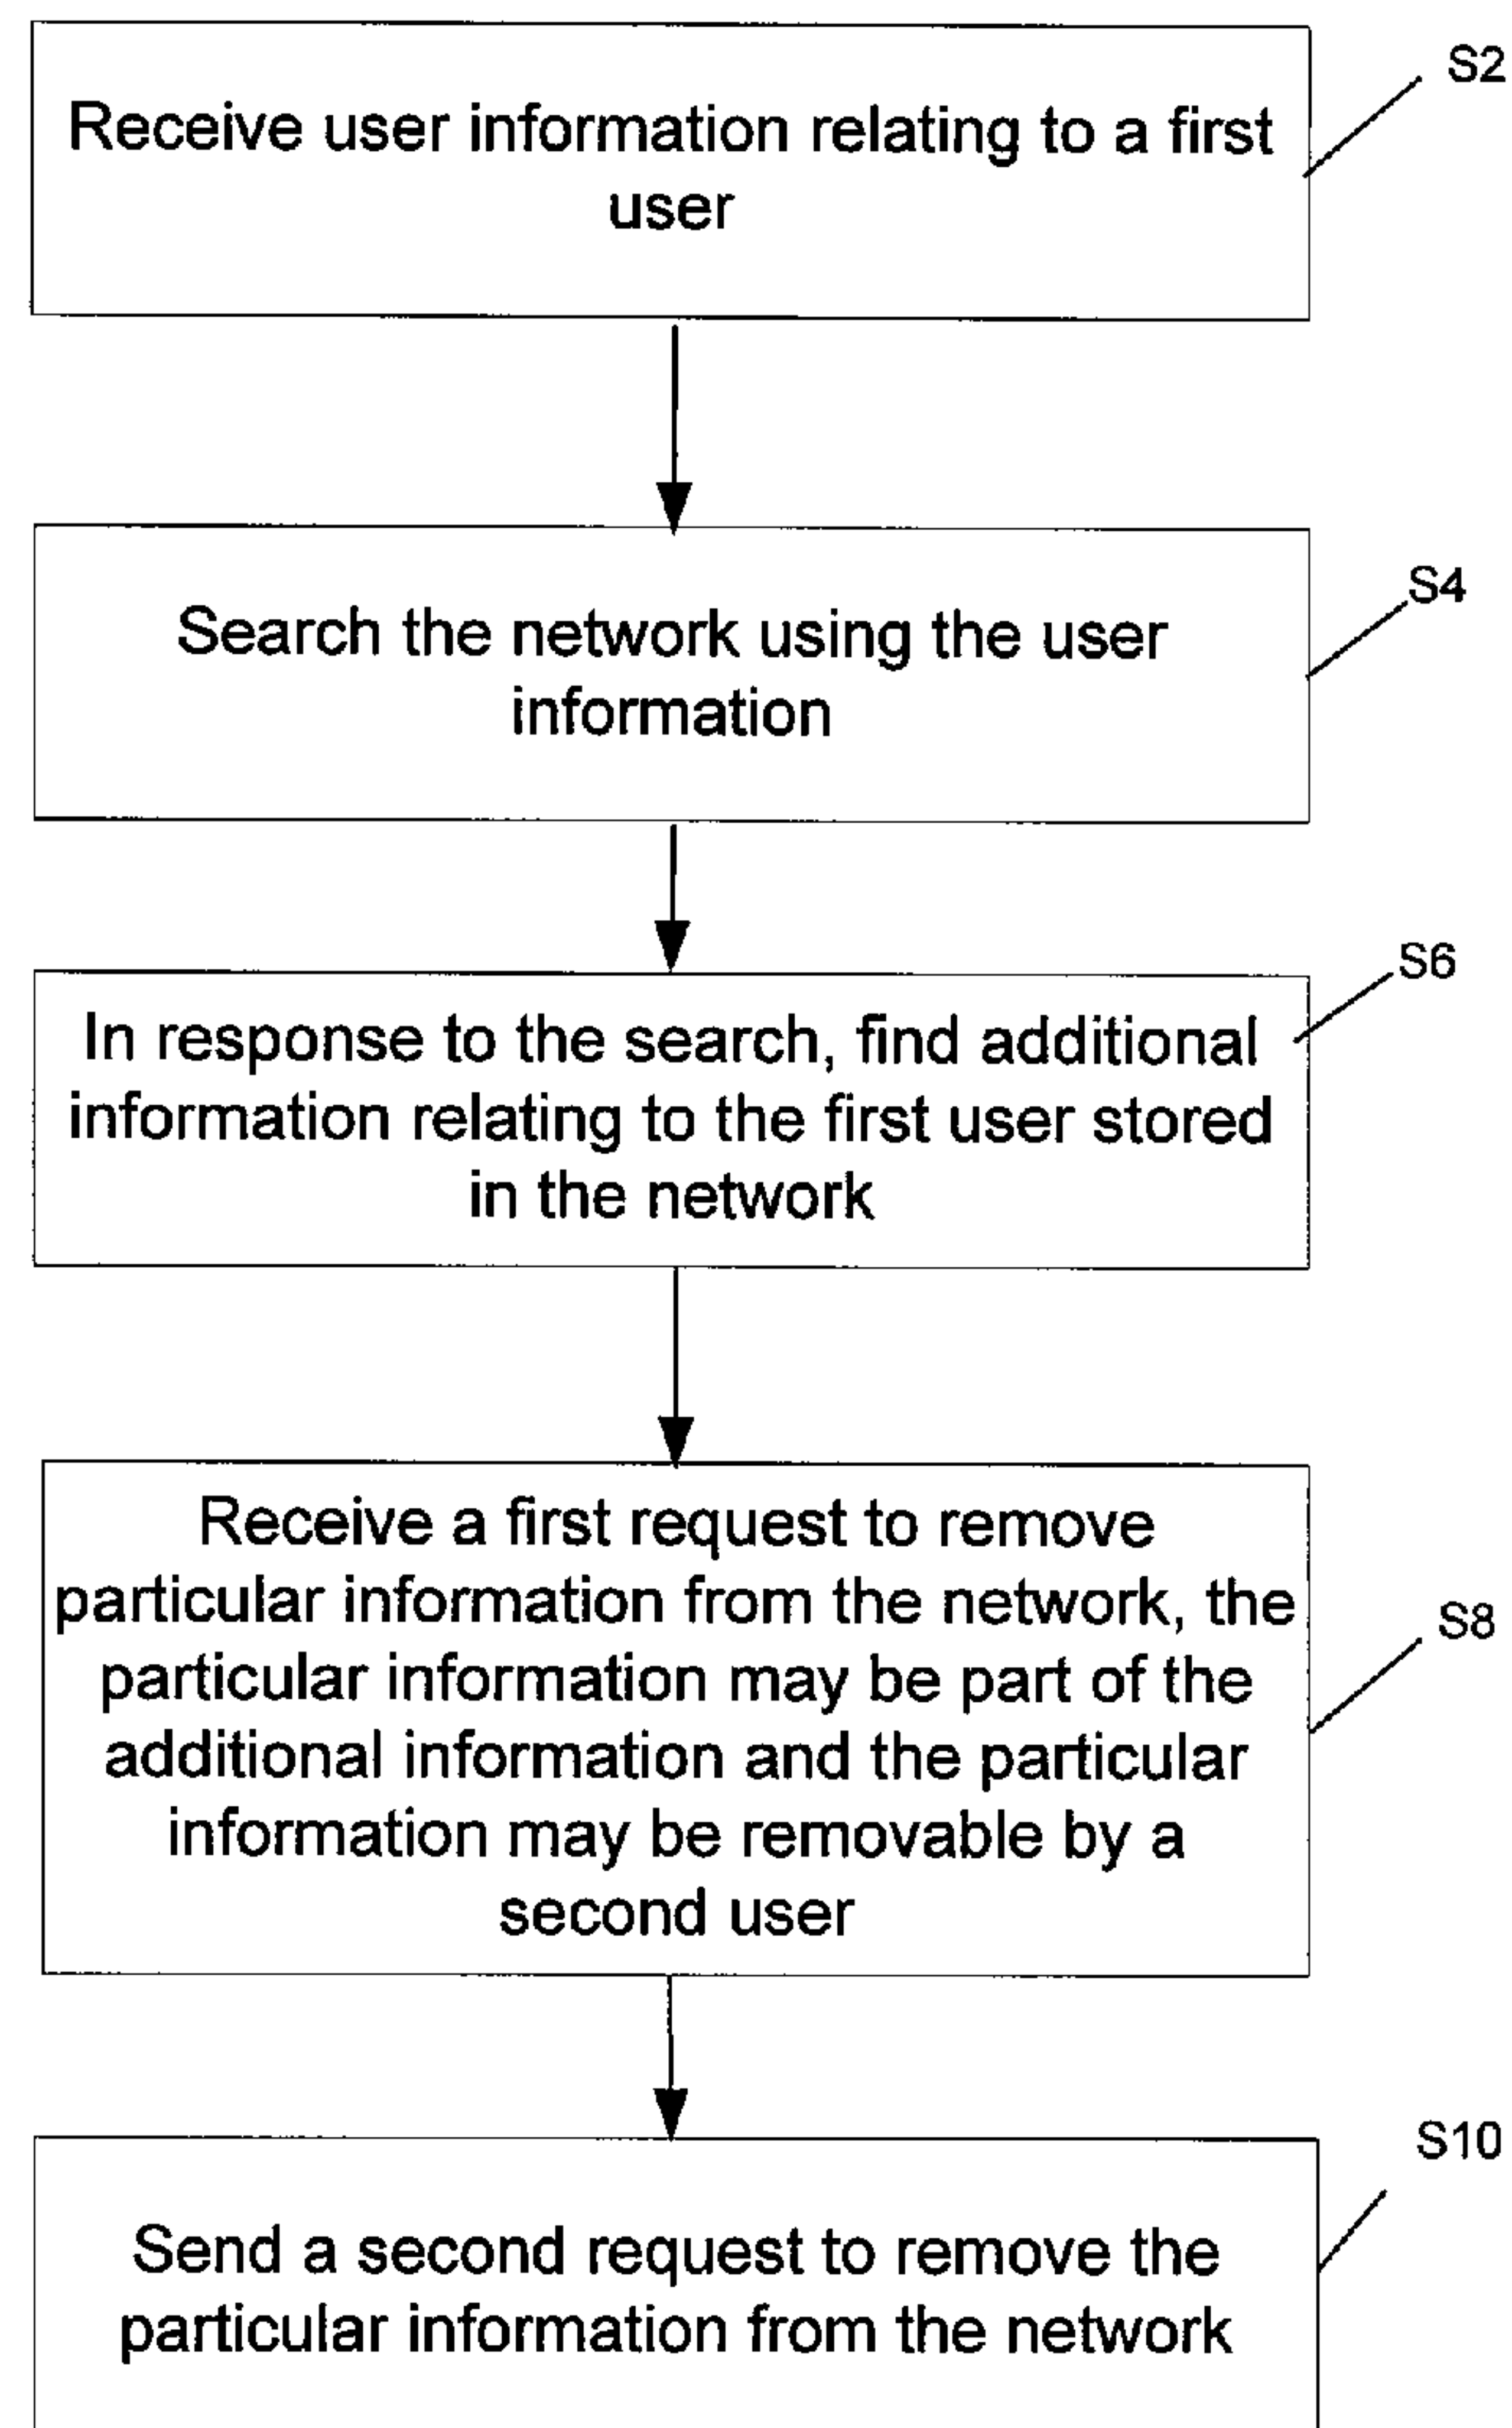 S2
Receive user information relating to a first
user
S4
Search the network using the user
information
S6
In response to the search, find additional
information relating to the first user stored
in the network
Receive a first request to remove
particular information from the network, the
particular information may be part of the
additional information and the particular
information may be removable by a
second user
S8
S10
Send a second request to remove the
particular information from the network